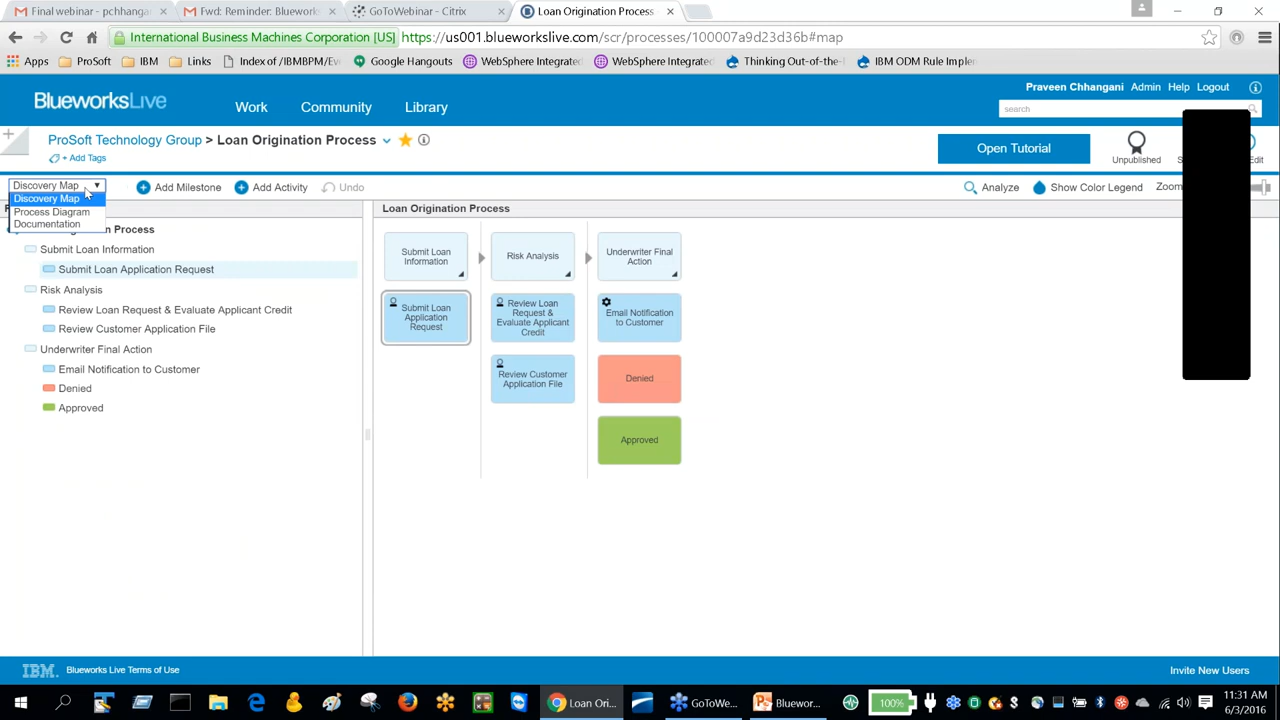 Final webinar - pchhangan
Fwd: Reminder: Bluework
GoToWebinar - Citrix
Loan Origination Process
International Business Machines Corporation [US]
https://us001.blueworkslive.com/scr/processes/100007a9d23d36b#map
Apps
ProSoft
IBM
Links
Index of /IBMBPM/Eve
Google Hangouts
WebSphere Integrated
WebSphere Integrated
Thinking Out-of-the-
IBM ODM Rule Implem
BlueworksLive
Work
Community
Library
Praveen Chhangani
Admin
Help
Logout
search
ProSoft Technology Group > Loan Origination Process
+ Add Tags
Open Tutorial
Unpublished
S
Edit
Discovery Map
Discovery Map
Process Diagram
Documentation
Add Milestone
Add Activity
Undo
Analyze
Show Color Legend
Zoom
Process
Submit Loan Information
Submit Loan Application Request
Risk Analysis
Review Loan Request & Evaluate Applicant Credit
Review Customer Application File
Underwriter Final Action
Email Notification to Customer
Denied
Approved
Loan Origination Process
Submit Loan
Information
Risk Analysis
Underwriter Final
Action
Submit Loan
Application
Request
Review Loan
Request &
Evaluate Applicant
Credit
Email Notification
to Customer
Review Customer
Application File
Denied
Approved
IBM
Blueworks Live Terms of Use
Invite New Users
Loan Ori...
GoToWe...
Bluewor...
100%
11:31 AM
6/3/2016